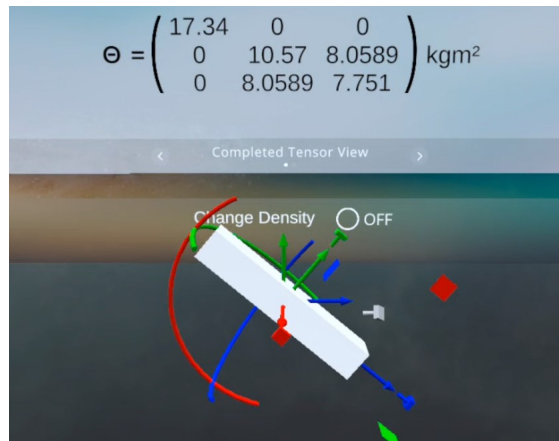 17.34 0 0
Θ = 0 10.57 8.0589 kgm²
0 8.0589 7.751
Completed Tensor View
Change Density OFF